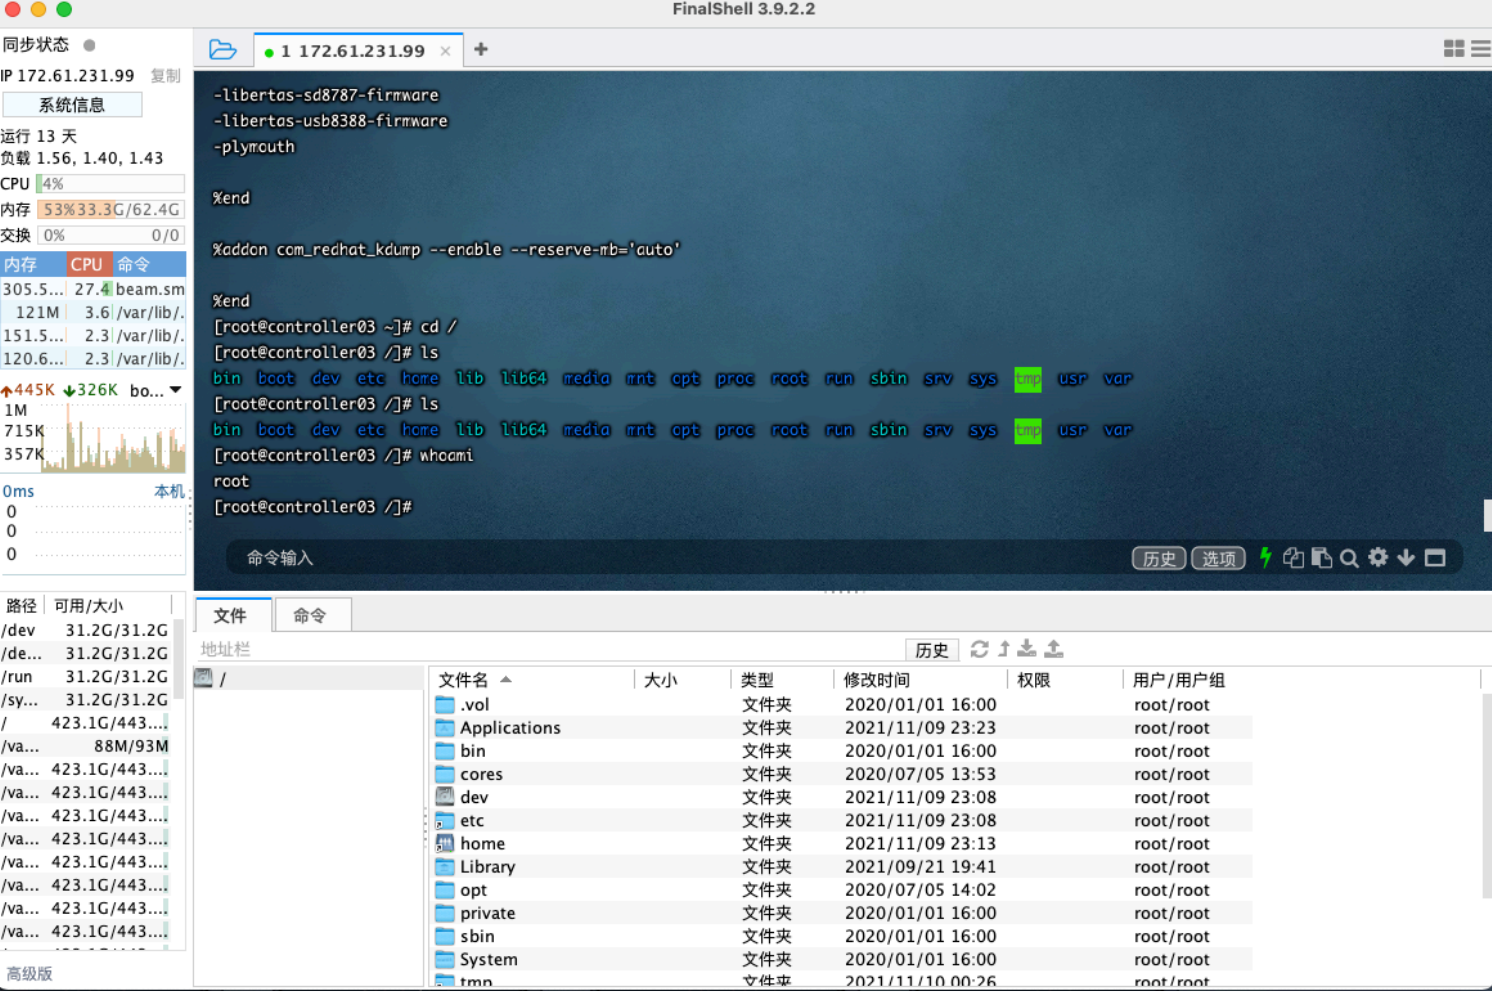 FinalShell 3.9.2.2
同步状态
IP 172.61.231.99 复制
系统信息
运行 13 天
负载 1.56, 1.40, 1.43
CPU 4%
内存 53% 33.3G/62.4G
交换 0% 0/0
内存 CPU 命令
305.5... 27.4 beam.sm
121M 3.6 /var/lib/.
151.5... 2.3 /var/lib/.
120.6... 2.3 /var/lib/.
445K 326K bo...
1M
715K
357K
0ms 本机
0
0
0
路径 可用/大小
/dev 31.2G/31.2G
/de... 31.2G/31.2G
/run 31.2G/31.2G
/sy... 31.2G/31.2G
/ 423.1G/443....
/va... 88M/93M
/va... 423.1G/443....
/va... 423.1G/443....
/va... 423.1G/443....
/va... 423.1G/443....
/va... 423.1G/443....
/va... 423.1G/443....
/va... 423.1G/443....
/va... 423.1G/443....
高级版
1 172.61.231.99 × +
-libertas-sd8787-firmware
-libertas-usb8388-firmware
-plymouth
%end
%addon com_redhat_kdump --enable --reserve-mb='auto'
%end
[root@controller03 ~]# cd /
[root@controller03 /]# ls
bin boot dev etc home lib lib64 media mnt opt proc root run sbin srv sys tmp usr var
[root@controller03 /]# ls
bin boot dev etc home lib lib64 media mnt opt proc root run sbin srv sys tmp usr var
[root@controller03 /]# whoami
root
[root@controller03 /]#
命令输入 历史 选项
文件 命令
地址栏 历史
/
文件名 大小 类型 修改时间 权限 用户/用户组
.vol 文件夹 2020/01/01 16:00 root/root
Applications 文件夹 2021/11/09 23:23 root/root
bin 文件夹 2020/01/01 16:00 root/root
cores 文件夹 2020/07/05 13:53 root/root
dev 文件夹 2021/11/09 23:08 root/root
etc 文件夹 2021/11/09 23:08 root/root
home 文件夹 2021/11/09 23:13 root/root
Library 文件夹 2021/09/21 19:41 root/root
opt 文件夹 2020/07/05 14:02 root/root
private 文件夹 2020/01/01 16:00 root/root
sbin 文件夹 2020/01/01 16:00 root/root
System 文件夹 2020/01/01 16:00 root/root
tmp 文件夹 2021/11/10 00:26 root/root